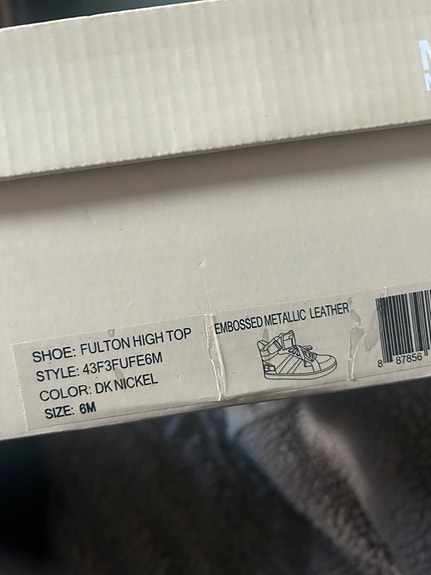 SHOE: FULTON HIGH TOP
STYLE: 43F3FUFE6M
COLOR: DK NICKEL
SIZE: 6M
EMBOSSED METALLIC LEATHER
8 87856